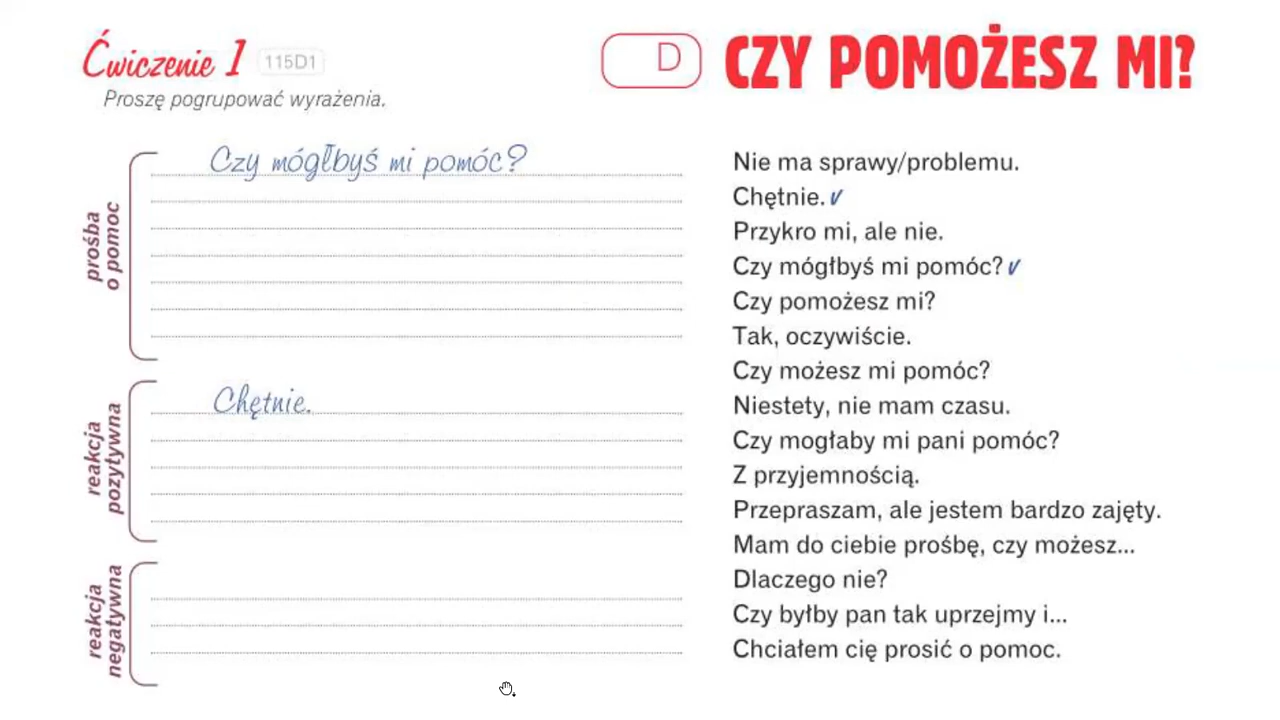 Ćwiczenie 1 115D1
Proszę pogrupować wyrażenia.
D CZY POMOŻESZ MI?
prośba
o pomoc
Czy mógłbyś mi pomóc?
reakcja
pozytywna
Chętnie.
reakcja
negatywna
Nie ma sprawy/problemu.
Chętnie.✓
Przykro mi, ale nie.
Czy mógłbyś mi pomóc?✓
Czy pomożesz mi?
Tak, oczywiście.
Czy możesz mi pomóc?
Niestety, nie mam czasu.
Czy mogłaby mi pani pomóc?
Z przyjemnością.
Przepraszam, ale jestem bardzo zajęty.
Mam do ciebie prośbę, czy możesz...
Dlaczego nie?
Czy byłby pan tak uprzejmy i...
Chciałem cię prosić o pomoc.